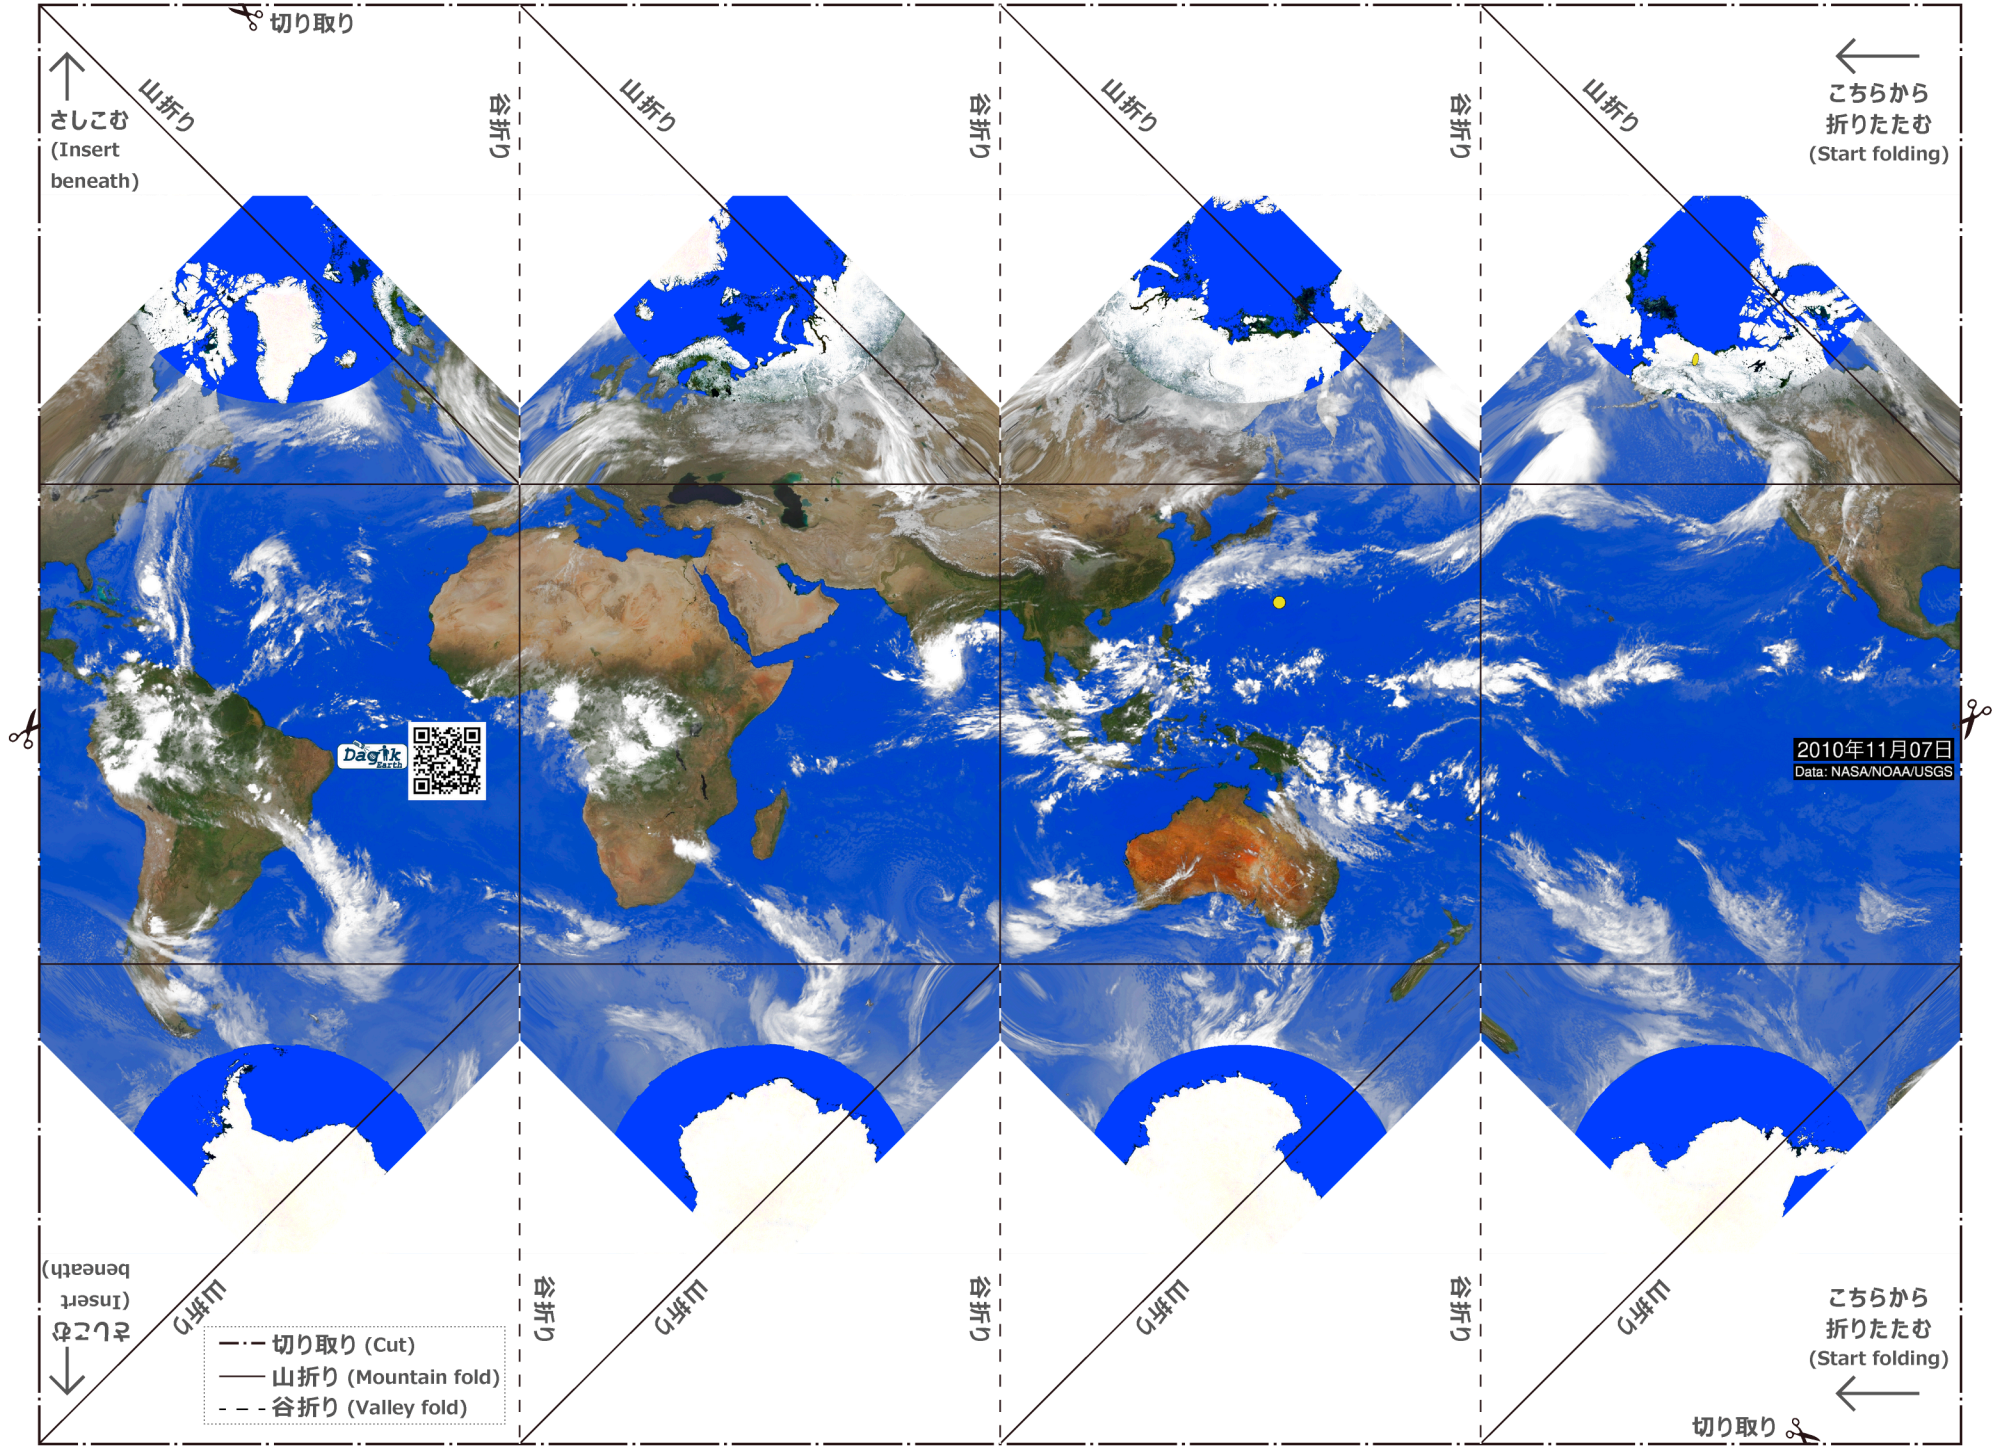 切り取り
さしこむ
(Insert
beneath)
山折り
谷折り
山折り
谷折り
山折り
谷折り
山折り
こちらから
折りたたむ
(Start folding)
Dagik
Earth
2010年11月07日
Data: NASA/NOAA/USGS
さしこむ
(Insert
beneath)
山折り
谷折り
山折り
谷折り
山折り
谷折り
山折り
こちらから
折りたたむ
(Start folding)
切り取り (Cut)
山折り (Mountain fold)
谷折り (Valley fold)
切り取り